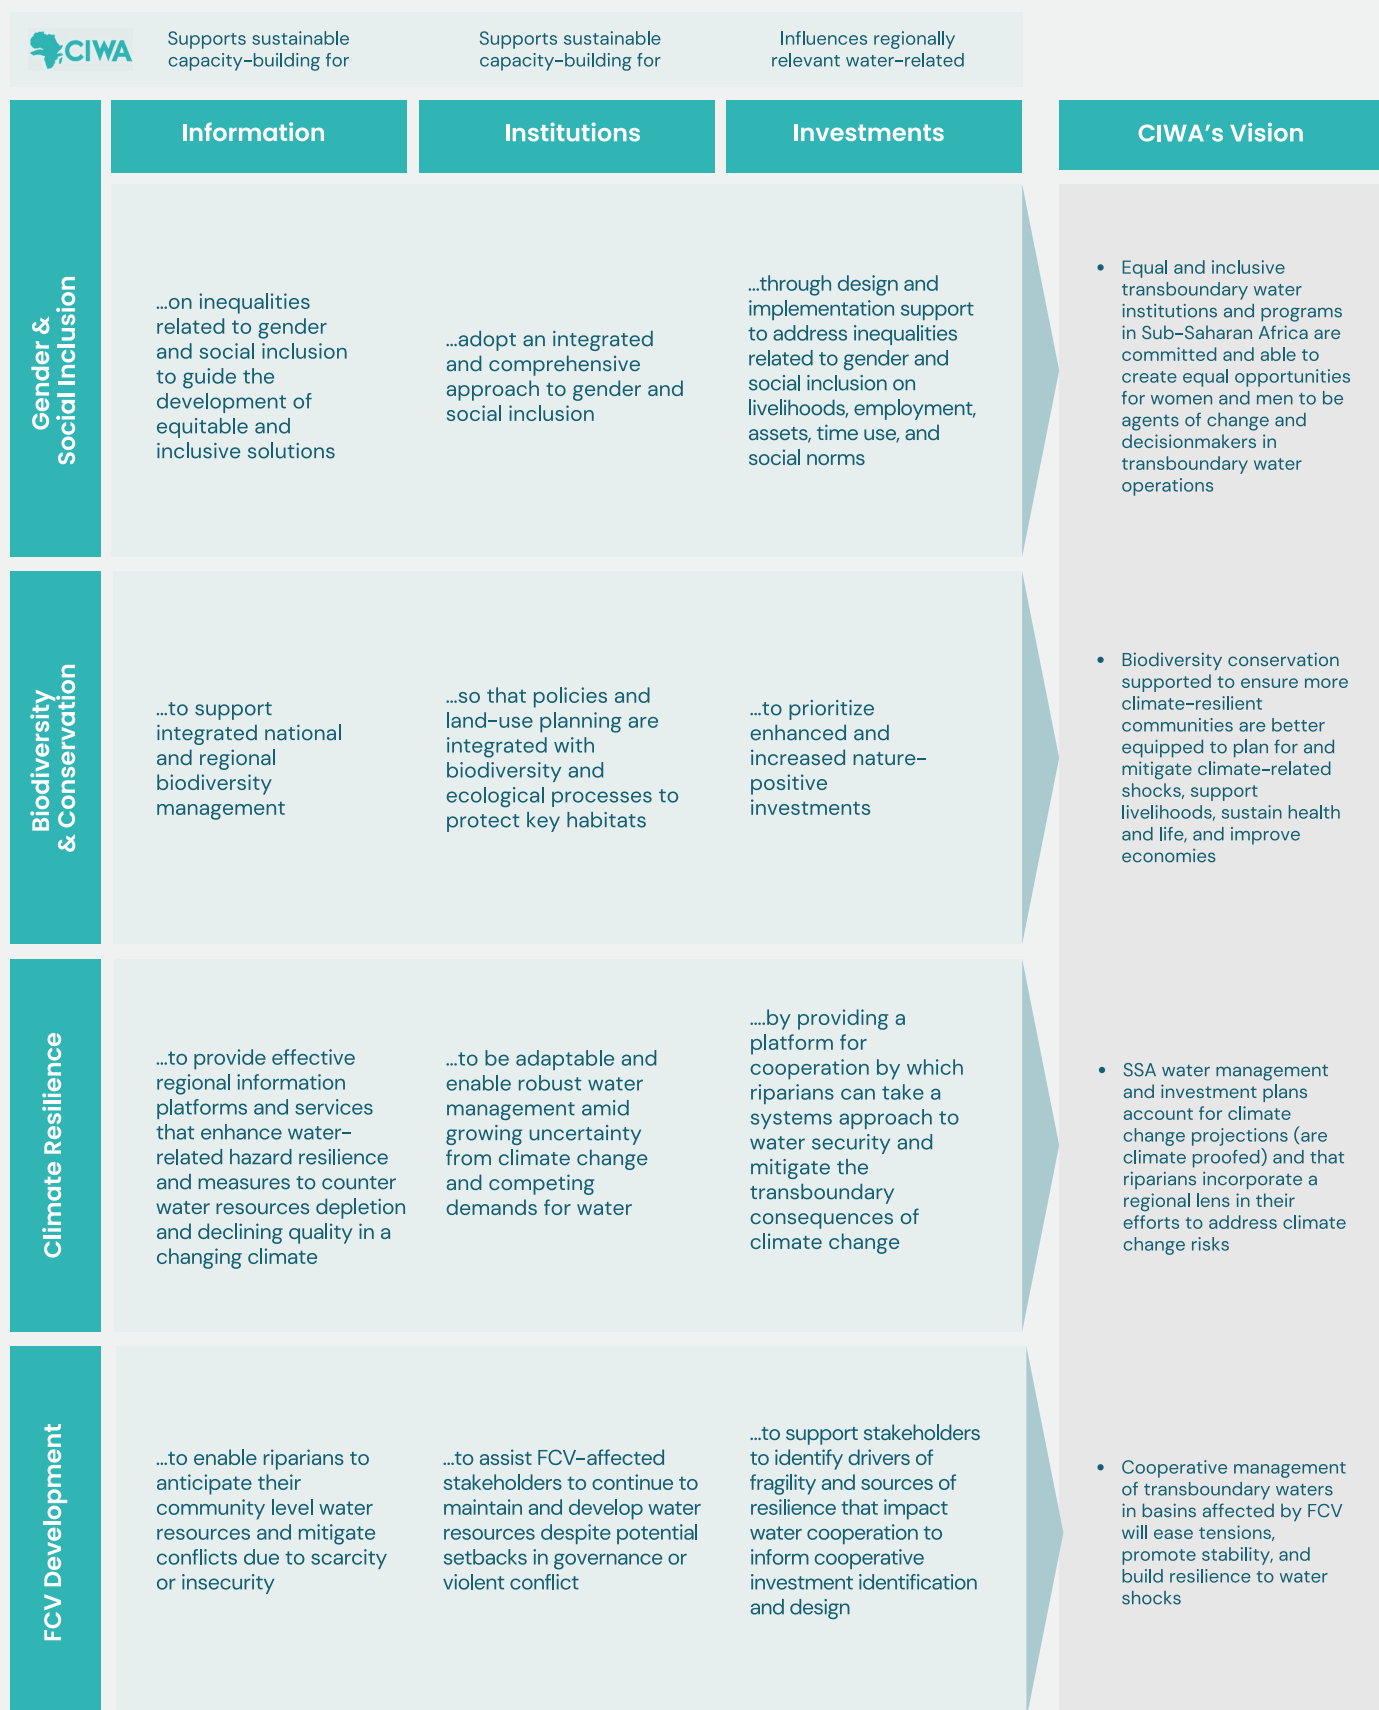 CIWA
Supports sustainable
capacity-building for
Supports sustainable
capacity-building for
Influences regionally
relevant water-related
Information
Institutions
Investments
CIWA's Vision
Gender &
Social Inclusion
...on inequalities
related to gender
and social inclusion
to guide the
development of
equitable and
inclusive solutions
...adopt an integrated
and comprehensive
approach to gender and
social inclusion
...through design and
implementation support
to address inequalities
related to gender and
social inclusion on
livelihoods, employment,
assets, time use, and
social norms
• Equal and inclusive
transboundary water
institutions and programs
in Sub-Saharan Africa are
committed and able to
create equal opportunities
for women and men to be
agents of change and
decisionmakers in
transboundary water
operations
Biodiversity
& Conservation
...to support
integrated national
and regional
biodiversity
management
...so that policies and
land-use planning are
integrated with
biodiversity and
ecological processes to
protect key habitats
...to prioritize
enhanced and
increased nature-
positive
investments
• Biodiversity conservation
supported to ensure more
climate-resilient
communities are better
equipped to plan for and
mitigate climate-related
shocks, support
livelihoods, sustain health
and life, and improve
economies
Climate Resilience
...to provide effective
regional information
platforms and services
that enhance water-
related hazard resilience
and measures to counter
water resources depletion
and declining quality in a
changing climate
...to be adaptable and
enable robust water
management amid
growing uncertainty
from climate change
and competing
demands for water
....by providing a
platform for
cooperation by which
riparians can take a
systems approach to
water security and
mitigate the
transboundary
consequences of
climate change
• SSA water management
and investment plans
account for climate
change projections (are
climate proofed) and that
riparians incorporate a
regional lens in their
efforts to address climate
change risks
FCV Development
...to enable riparians to
anticipate their
community level water
resources and mitigate
conflicts due to scarcity
or insecurity
...to assist FCV-affected
stakeholders to continue to
maintain and develop water
resources despite potential
setbacks in governance or
violent conflict
...to support stakeholders
to identify drivers of
fragility and sources of
resilience that impact
water cooperation to
inform cooperative
investment identification
and design
• Cooperative management
of transboundary waters
in basins affected by FCV
will ease tensions,
promote stability, and
build resilience to water
shocks